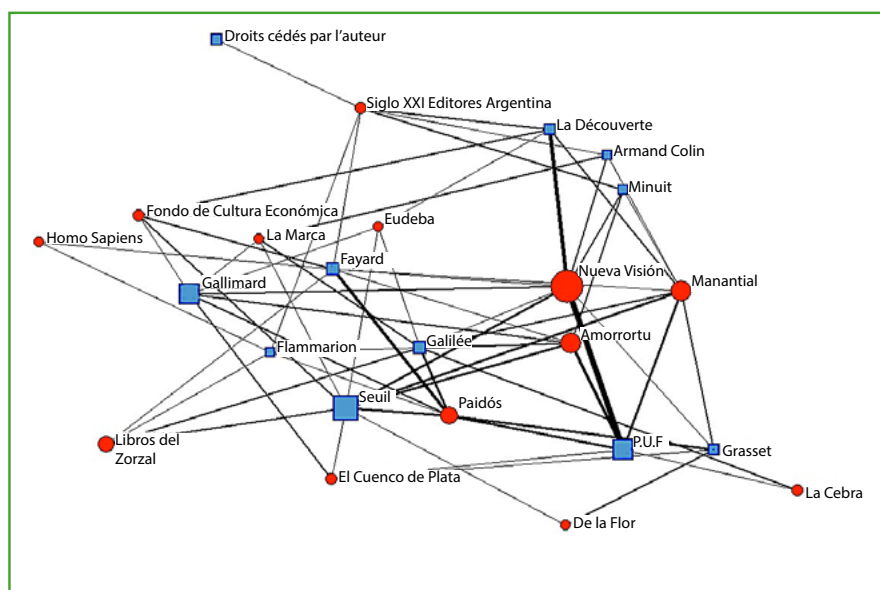 Droits cédés par l'auteur
Siglo XXI Editores Argentina
La Découverte
Armand Colin
Minuit
Fondo de Cultura Económica
Eudeba
La Marca
Homo Sapiens
Fayard
Nueva Visión
Gallimard
Manantial
Amorrortu
Galilée
Flammarion
Seuil
Paidós
Libros del
Zorzal
P.U.F
Grasset
El Cuenco de Plata
La Cebra
De la Flor